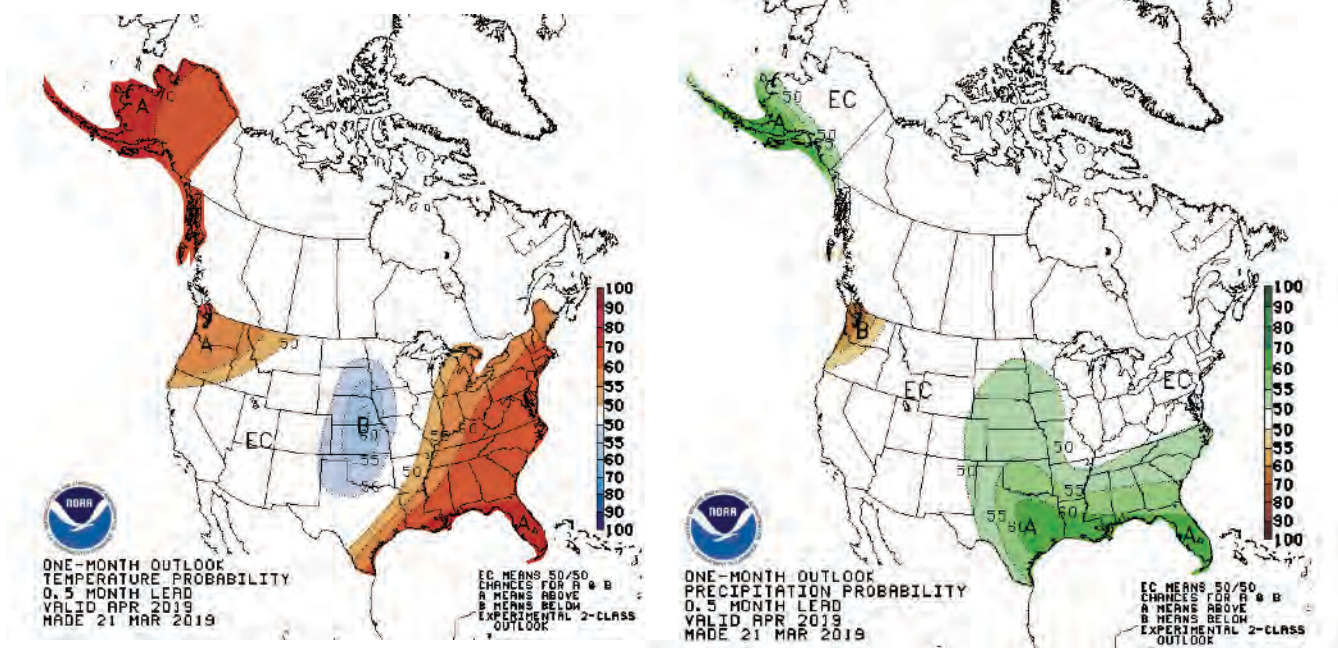 A
70
A
50
EC
B
50
55
50
55
60
50
A
100
90
80
70
60
55
50
55
60
70
80
90
100
NOAA
ONE-MONTH OUTLOOK
TEMPERATURE PROBABILITY
0.5 MONTH LEAD
VALID APR 2019
MADE 21 MAR 2019
EC MEANS 50/50
CHANCES FOR A & B
A MEANS ABOVE
B MEANS BELOW
EXPERIMENTAL 2-CLASS
OUTLOOK
50
EC
A
50
B
EC
EC
50
50
55
55
60
60
A
A
100
90
80
70
60
55
50
55
60
70
80
90
100
NOAA
ONE-MONTH OUTLOOK
PRECIPITATION PROBABILITY
0.5 MONTH LEAD
VALID APR 2019
MADE 21 MAR 2019
EC MEANS 50/50
CHANCES FOR A & B
A MEANS ABOVE
B MEANS BELOW
EXPERIMENTAL 2-CLASS
OUTLOOK